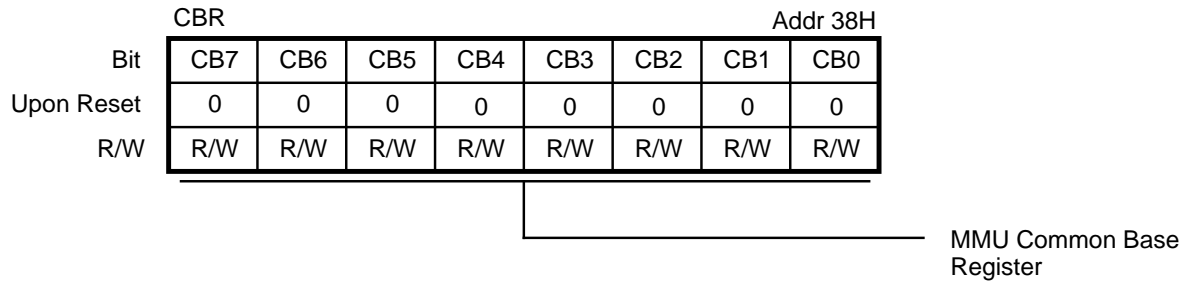 CBR Addr 38H
Bit CB7 CB6 CB5 CB4 CB3 CB2 CB1 CB0
Upon Reset 0 0 0 0 0 0 0 0
R/W R/W R/W R/W R/W R/W R/W R/W R/W
MMU Common Base
Register